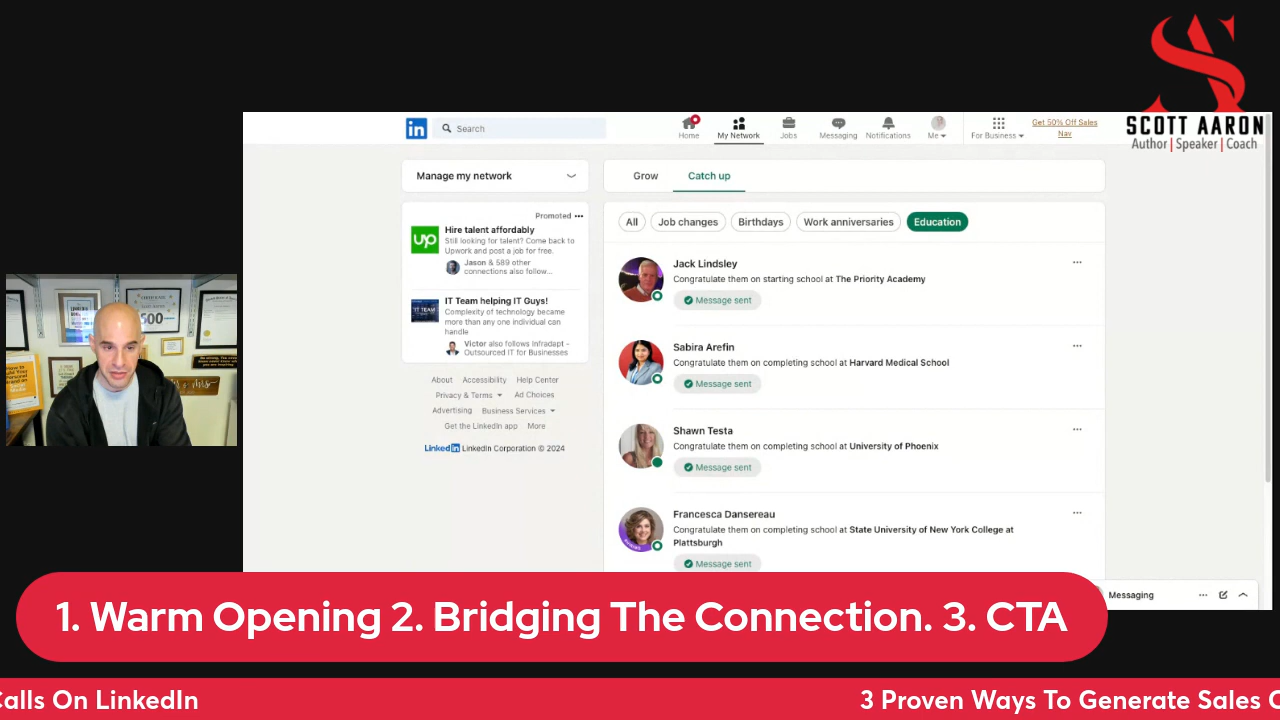 SCOTT AARON
Author | Speaker | Coach
in
Search
Home
My Network
Jobs
Messaging
Notifications
Me
For Business
Get 50% Off Sales
Nav
Manage my network
Grow
Catch up
Promoted
up
Hire talent affordably
Still looking for talent? Come back to
Upwork and post a job for free.
Jason & 589 other
connections also follow...
IT TEAM
IT Team helping IT Guys!
Complexity of technology became
more than any one individual can
handle
Victor also follows Infradapt -
Outsourced IT for Businesses
About Accessibility Help Center
Privacy & Terms Ad Choices
Advertising Business Services
Get the LinkedIn app More
LinkedIn LinkedIn Corporation © 2024
All
Job changes
Birthdays
Work anniversaries
Education
Jack Lindsley
Congratulate them on starting school at The Priority Academy
Message sent
Sabira Arefin
Congratulate them on completing school at Harvard Medical School
Message sent
Shawn Testa
Congratulate them on completing school at University of Phoenix
Message sent
Francesca Dansereau
Congratulate them on completing school at State University of New York College at
Plattsburgh
Message sent
Messaging
500
1. Warm Opening 2. Bridging The Connection. 3. CTA
Calls On LinkedIn
3 Proven Ways To Generate Sales C